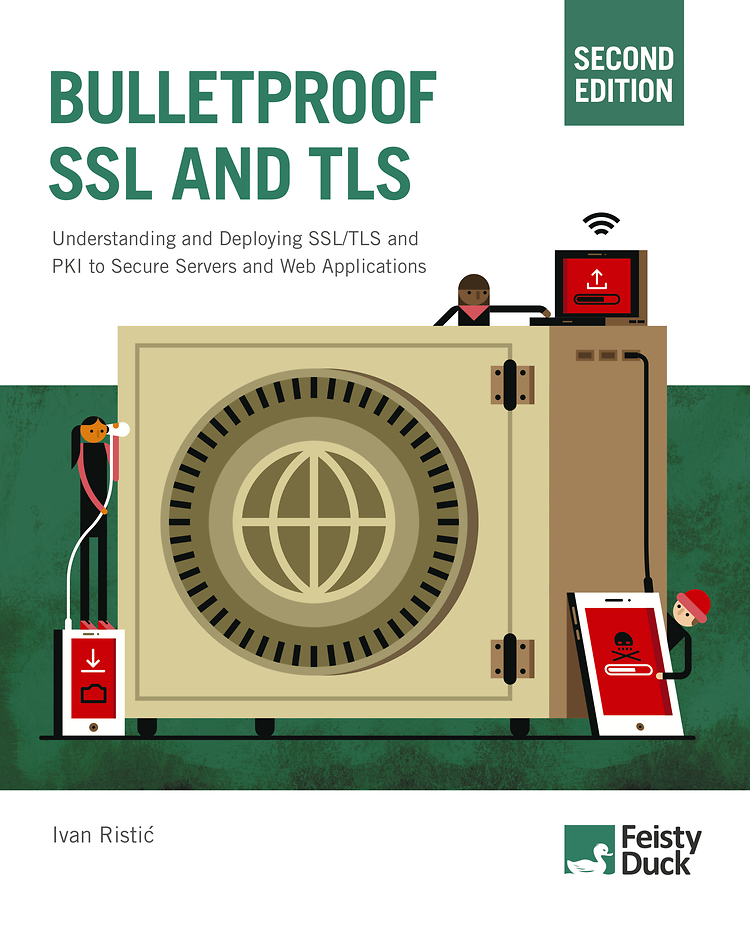 SECOND
EDITION
BULLETPROOF
SSL AND TLS
Understanding and Deploying SSL/TLS and
PKI to Secure Servers and Web Applications
Ivan Ristić
Feisty
Duck